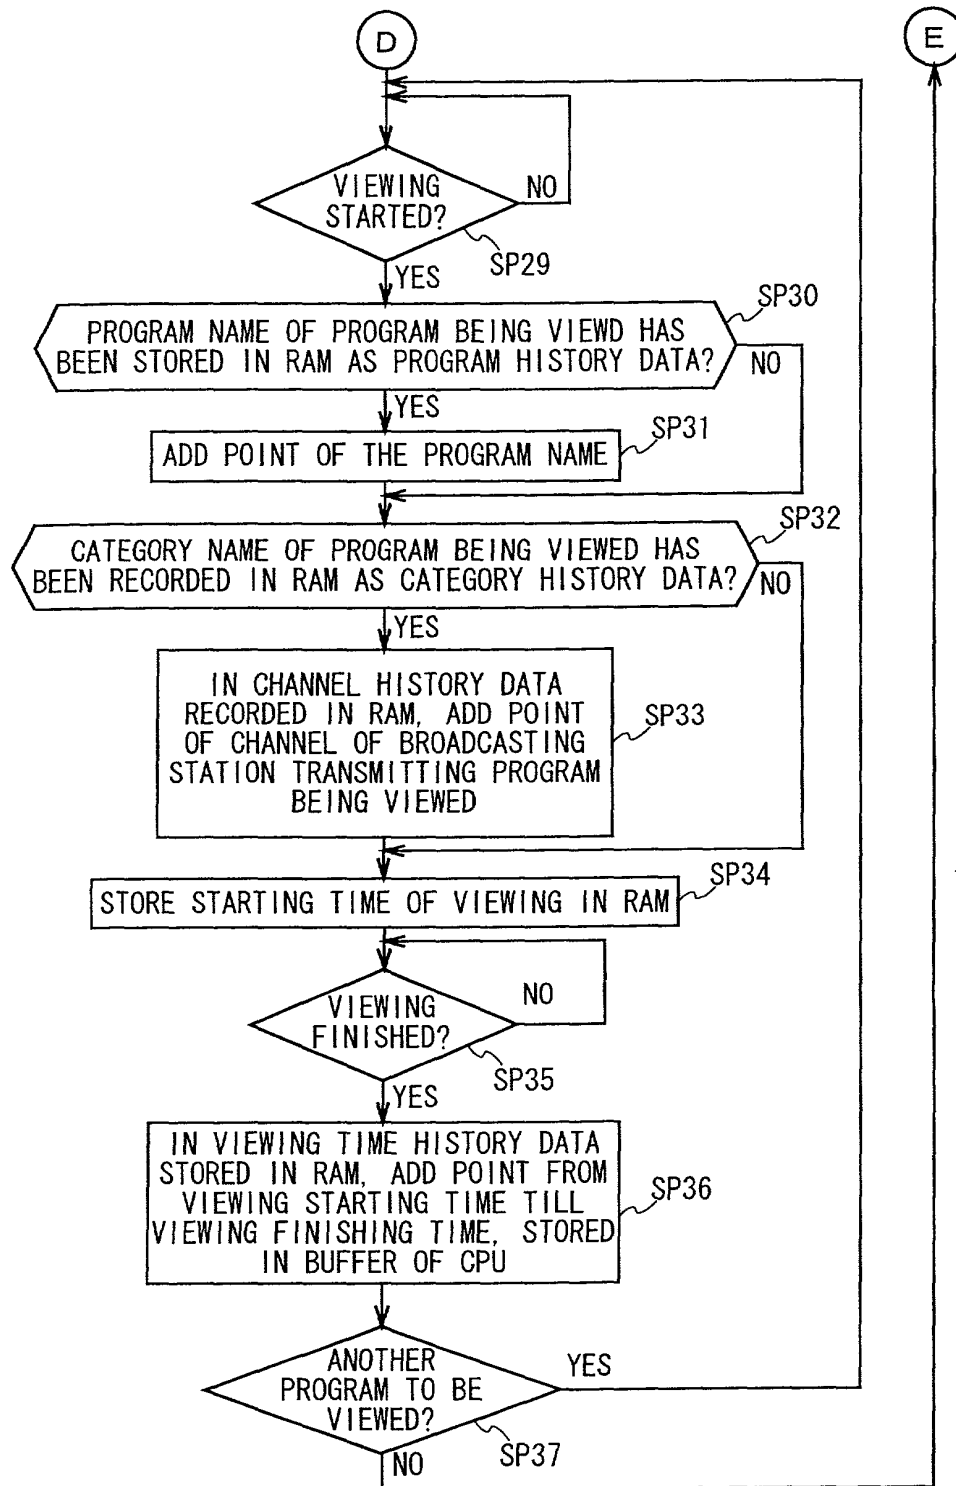 D
E
VIEWING
STARTED?
NO
SP29
YES
SP30
PROGRAM NAME OF PROGRAM BEING VIEWD HAS
BEEN STORED IN RAM AS PROGRAM HISTORY DATA?
NO
YES
SP31
ADD POINT OF THE PROGRAM NAME
SP32
CATEGORY NAME OF PROGRAM BEING VIEWED HAS
BEEN RECORDED IN RAM AS CATEGORY HISTORY DATA?
NO
YES
IN CHANNEL HISTORY DATA
RECORDED IN RAM, ADD POINT
OF CHANNEL OF BROADCASTING
STATION TRANSMITTING PROGRAM
BEING VIEWED
SP33
SP34
STORE STARTING TIME OF VIEWING IN RAM
VIEWING
FINISHED?
NO
SP35
YES
IN VIEWING TIME HISTORY DATA
STORED IN RAM, ADD POINT FROM
VIEWING STARTING TIME TILL
VIEWING FINISHING TIME, STORED
IN BUFFER OF CPU
SP36
ANOTHER
PROGRAM TO BE
VIEWED?
YES
SP37
NO